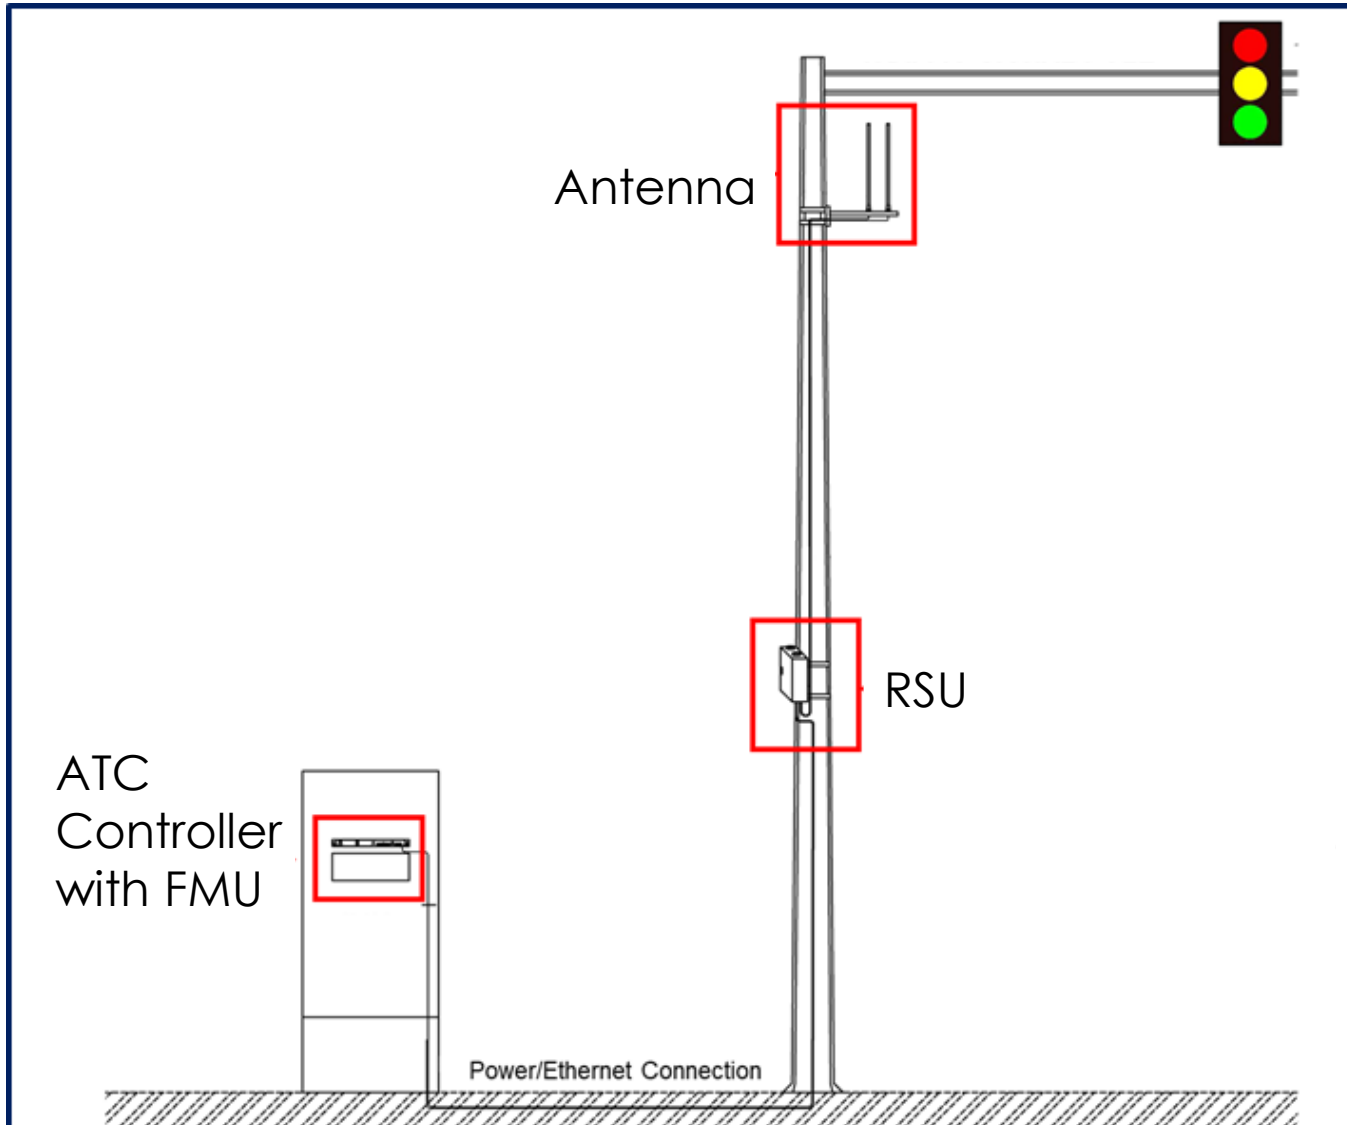 Antenna
RSU
ATC
Controller
with FMU
Power/Ethernet Connection